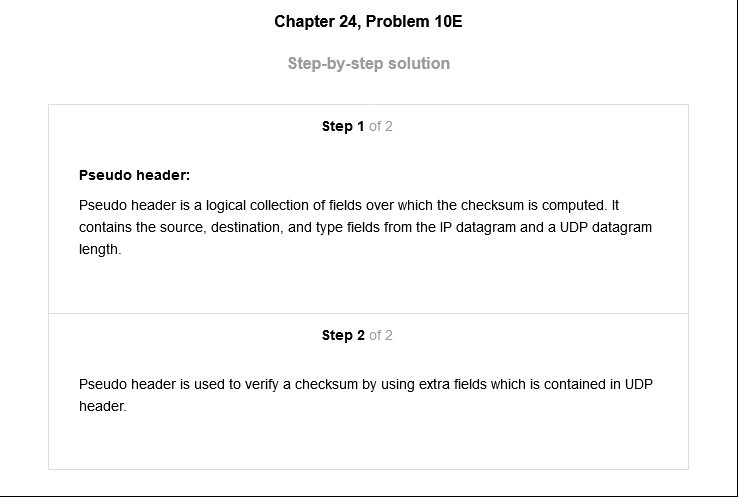 Chapter 24, Problem 10E
Step-by-step solution
Step 1 of 2
Pseudo header:
Pseudo header is a logical collection of fields over which the checksum is computed. It
contains the source, destination, and type fields from the IP datagram and a UDP datagram
length.
Step 2 of 2
Pseudo header is used to verify a checksum by using extra fields which is contained in UDP
header.